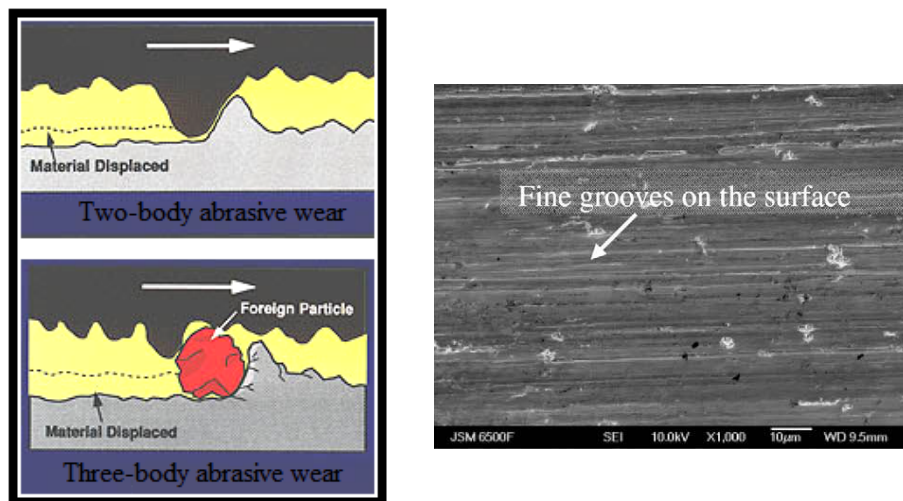 Material Displaced
Two-body abrasive wear
Foreign Particle
Material Displaced
Three-body abrasive wear
Fine grooves on the surface
JSM 6500F SEI 10.0kV X1,000 10μm WD 9.5mm